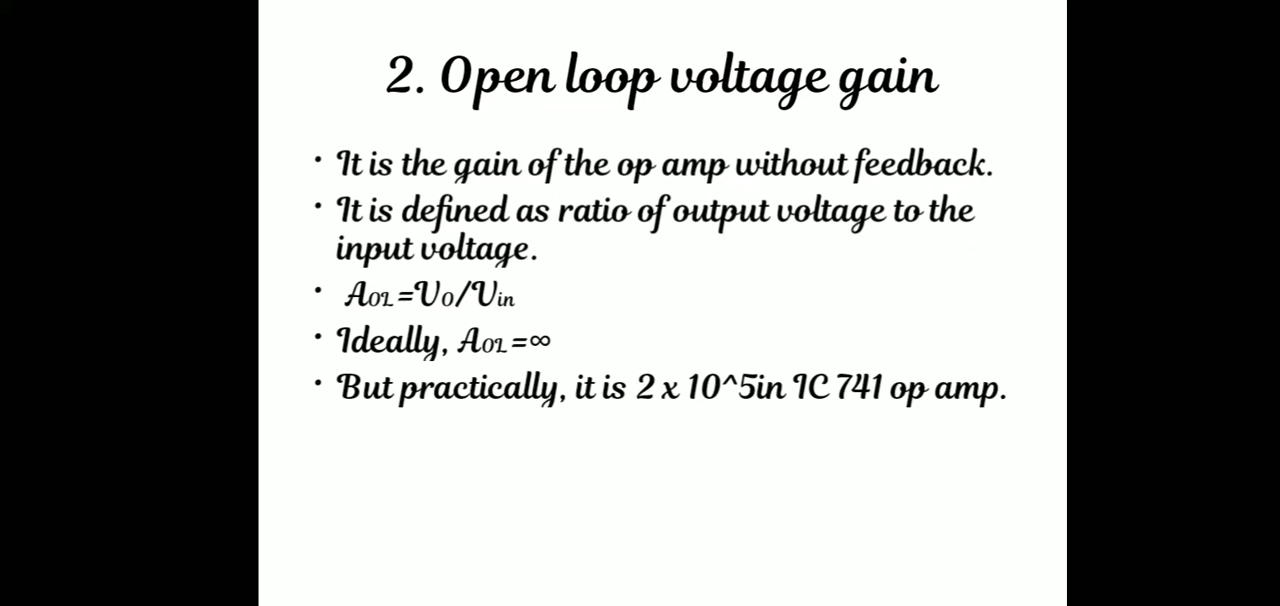 2. Open loop voltage gain
• It is the gain of the op amp without feedback.
• It is defined as ratio of output voltage to the
input voltage.
• AOL=VO/Vin
• Ideally, AOL=∞
• But practically, it is 2 x 10^5in IC 741 op amp.